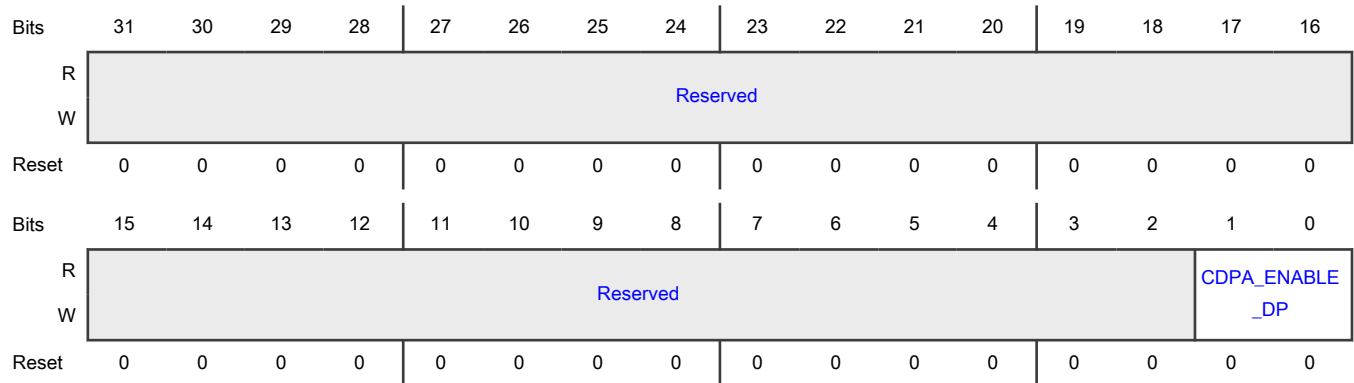 Bits 31 30 29 28 27 26 25 24 23 22 21 20 19 18 17 16
R
Reserved
W
Reset 0 0 0 0 0 0 0 0 0 0 0 0 0 0 0 0
Bits 15 14 13 12 11 10 9 8 7 6 5 4 3 2 1 0
R
Reserved
CDPA_ENABLE
_DP
W
Reset 0 0 0 0 0 0 0 0 0 0 0 0 0 0 0 0